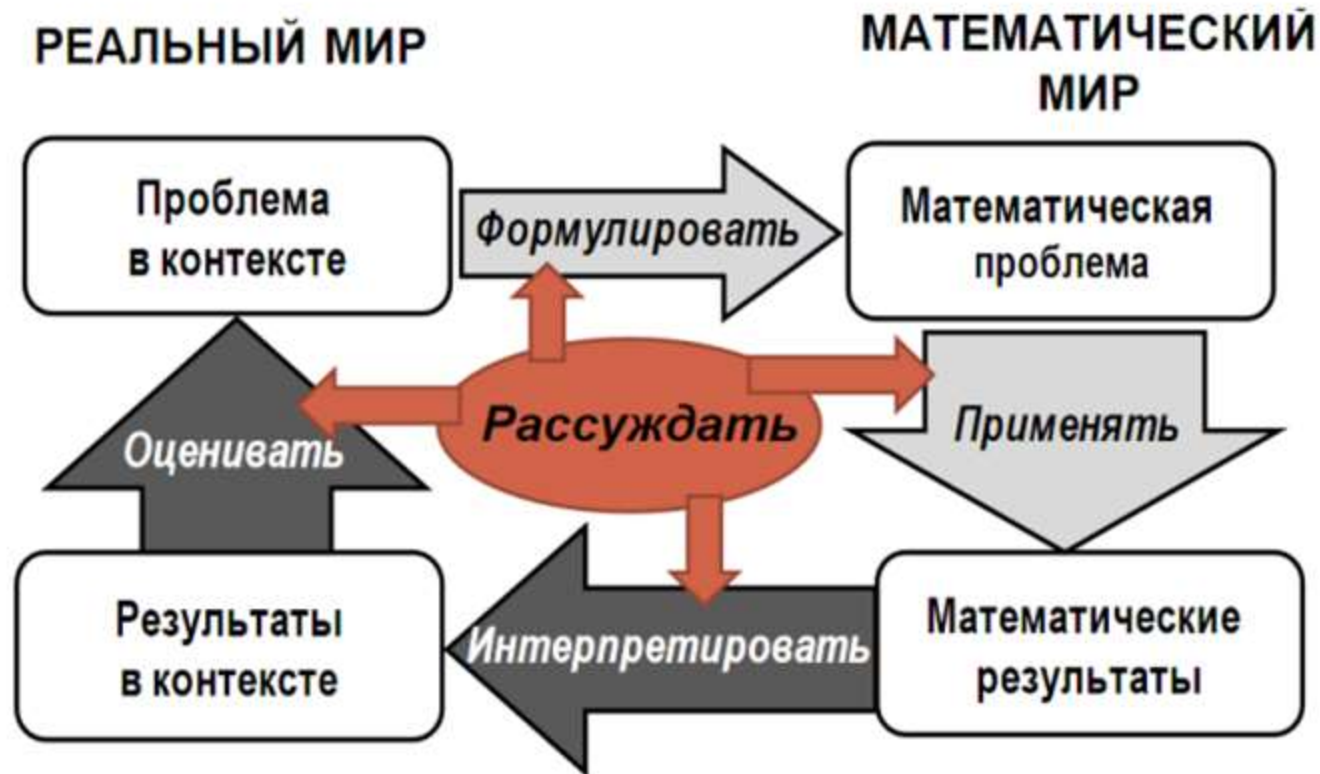 РЕАЛЬНЫЙ МИР
МАТЕМАТИЧЕСКИЙ
МИР
Проблема
в контексте
Формулировать
Математическая
проблема
Рассуждать
Оценивать
Применять
Результаты
в контексте
Интерпретировать
Математические
результаты